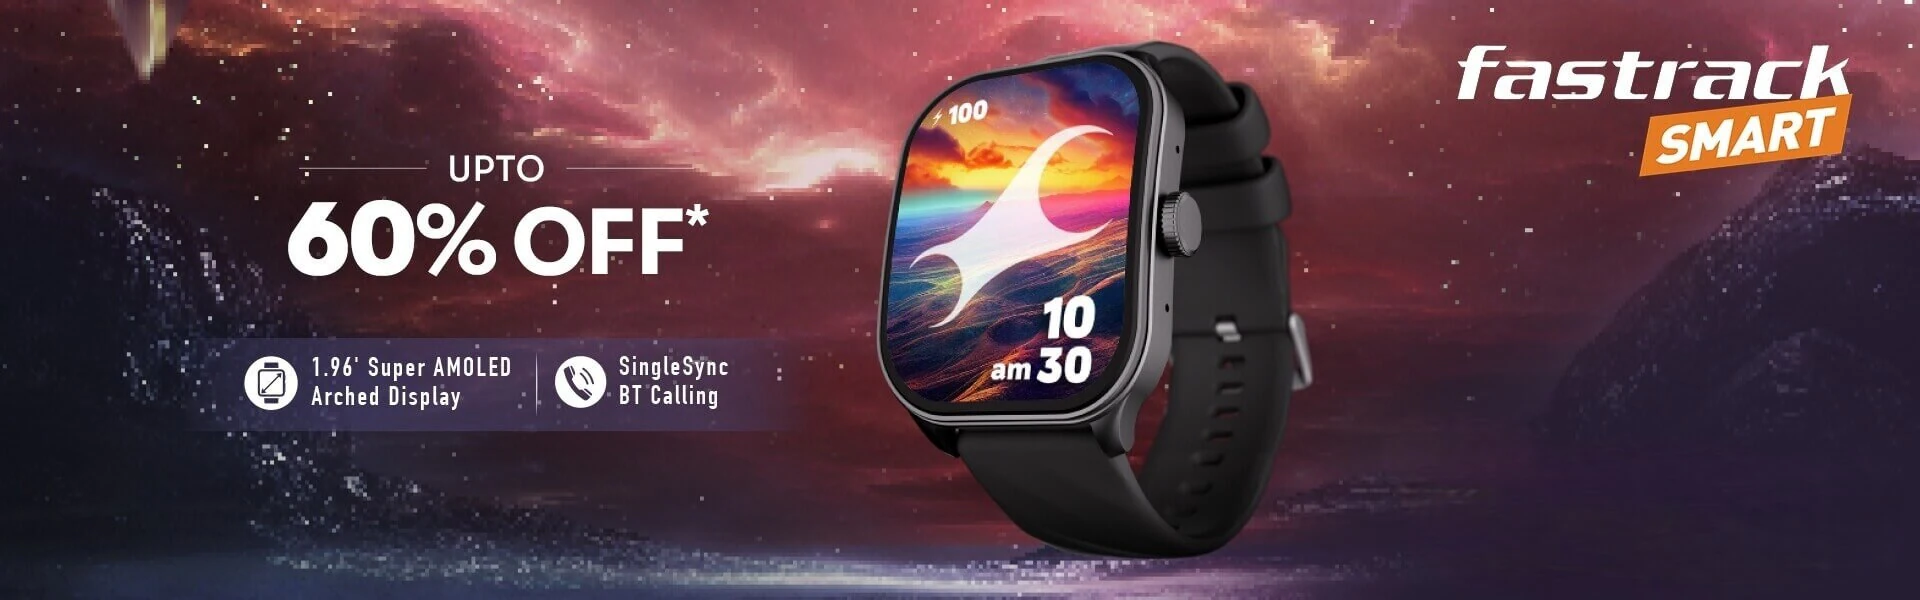 fastrack
SMART
UPTO
60% OFF*
1.96' Super AMOLED
Arched Display
SingleSync
BT Calling
100
10
am 30